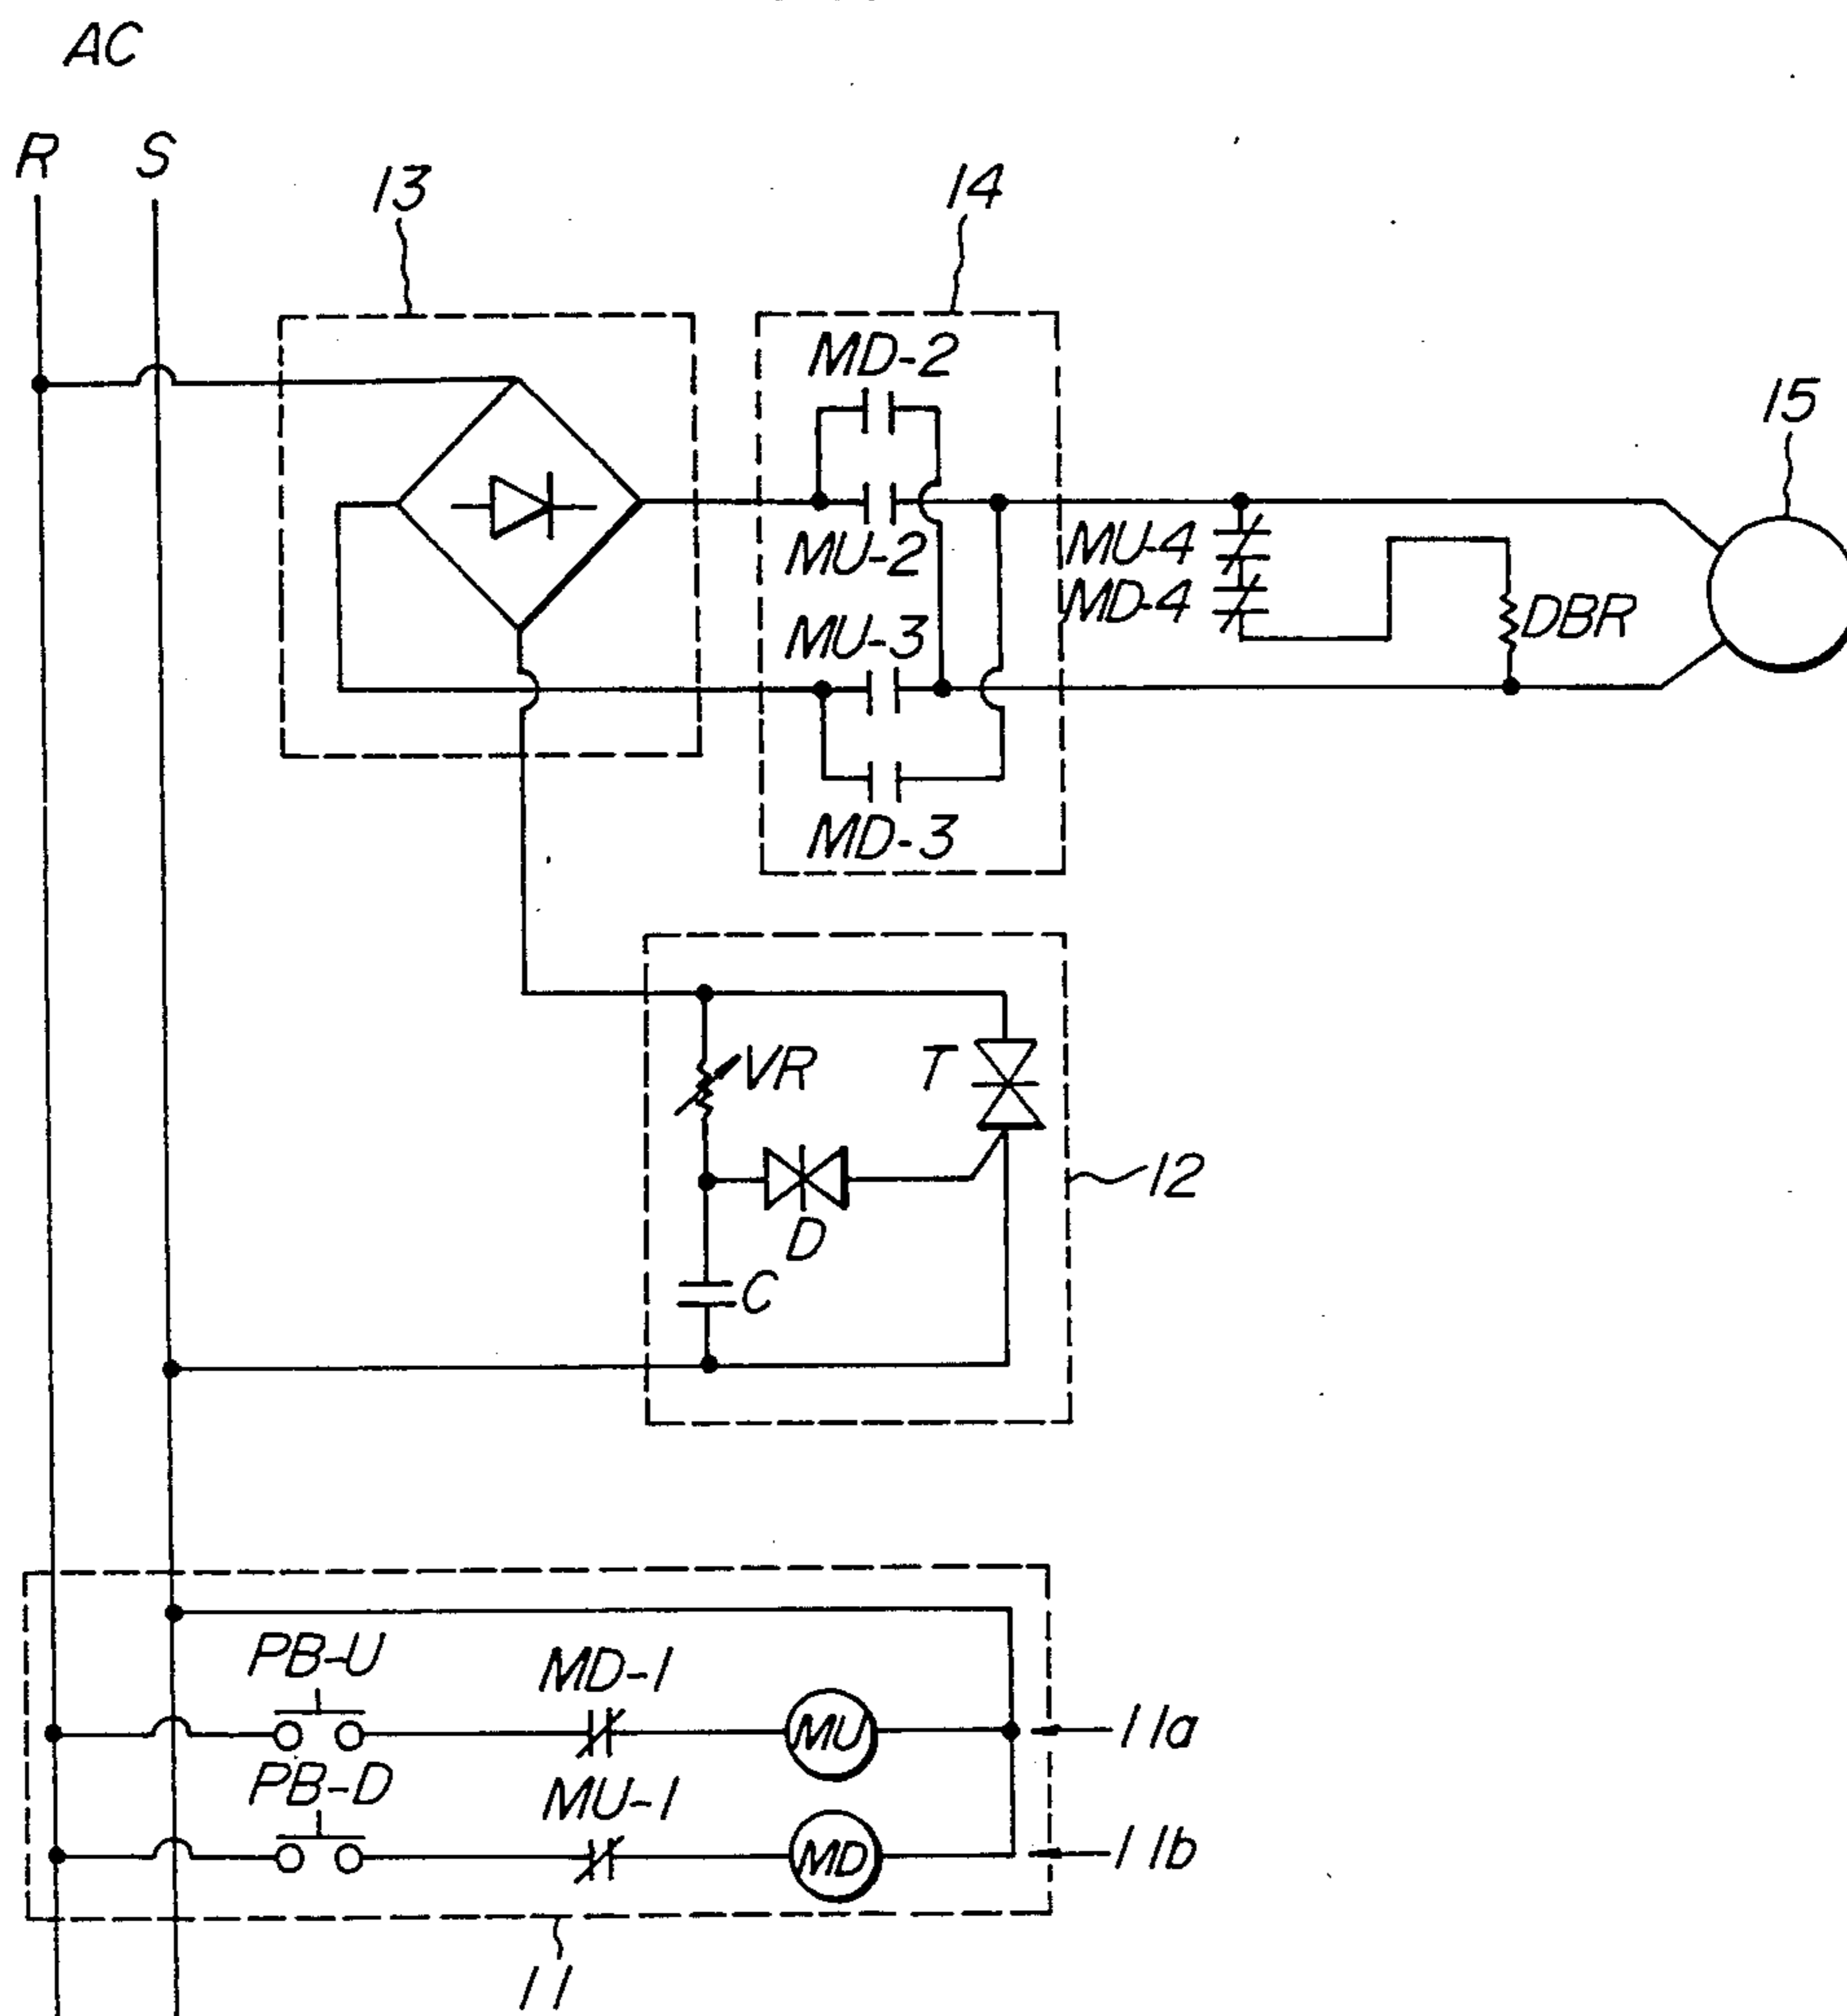 AC
R S
13
14
MD-2
15
MU-2
MU-4
MD-4
DBR
MU-3
MD-3
VR
T
12
D
C
PB-U
MD-1
MU
11a
PB-D
MU-1
MD
11b
11